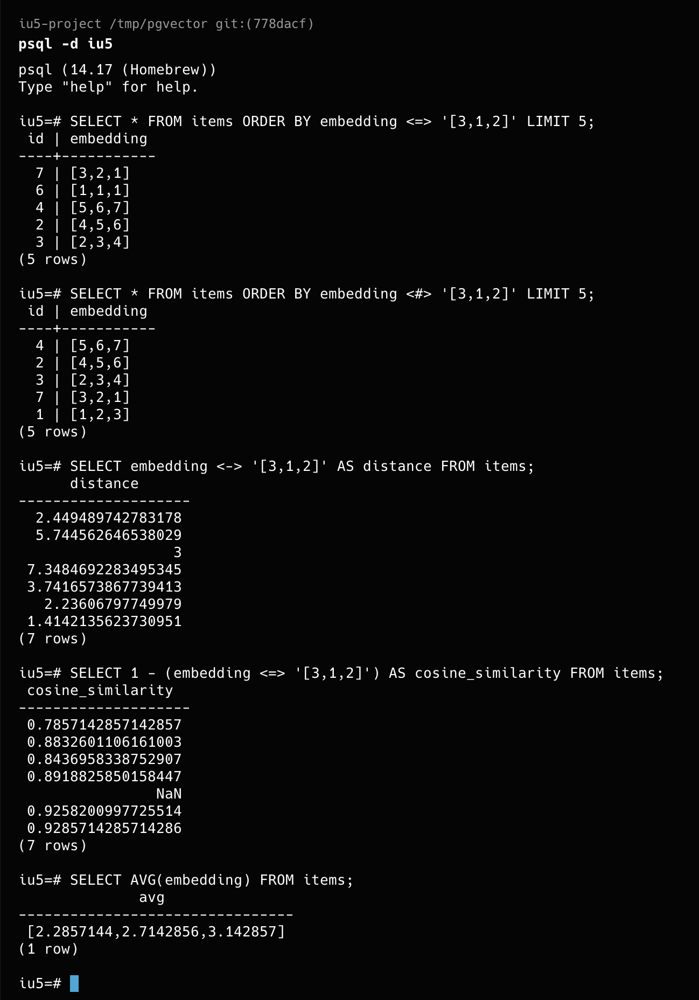 iu5-project /tmp/pgvector git:(778dacf)
psql -d iu5
psql (14.17 (Homebrew))
Type "help" for help.
iu5=# SELECT * FROM items ORDER BY embedding <=> '[3,1,2]' LIMIT 5;
 id | embedding
----+-----------
  7 | [3,2,1]
  6 | [1,1,1]
  4 | [5,6,7]
  2 | [4,5,6]
  3 | [2,3,4]
(5 rows)
iu5=# SELECT * FROM items ORDER BY embedding <#> '[3,1,2]' LIMIT 5;
 id | embedding
----+-----------
  4 | [5,6,7]
  2 | [4,5,6]
  3 | [2,3,4]
  7 | [3,2,1]
  1 | [1,2,3]
(5 rows)
iu5=# SELECT embedding <-> '[3,1,2]' AS distance FROM items;
      distance
--------------------
  2.449489742783178
  5.744562646538029
                  3
 7.3484692283495345
 3.7416573867739413
   2.23606797749979
 1.4142135623730951
(7 rows)
iu5=# SELECT 1 - (embedding <=> '[3,1,2]') AS cosine_similarity FROM items;
 cosine_similarity
--------------------
 0.7857142857142857
 0.8832601106161003
 0.8436958338752907
 0.8918825850158447
                NaN
 0.9258200997725514
 0.9285714285714286
(7 rows)
iu5=# SELECT AVG(embedding) FROM items;
              avg
--------------------------------
 [2.2857144,2.7142856,3.142857]
(1 row)
iu5=#